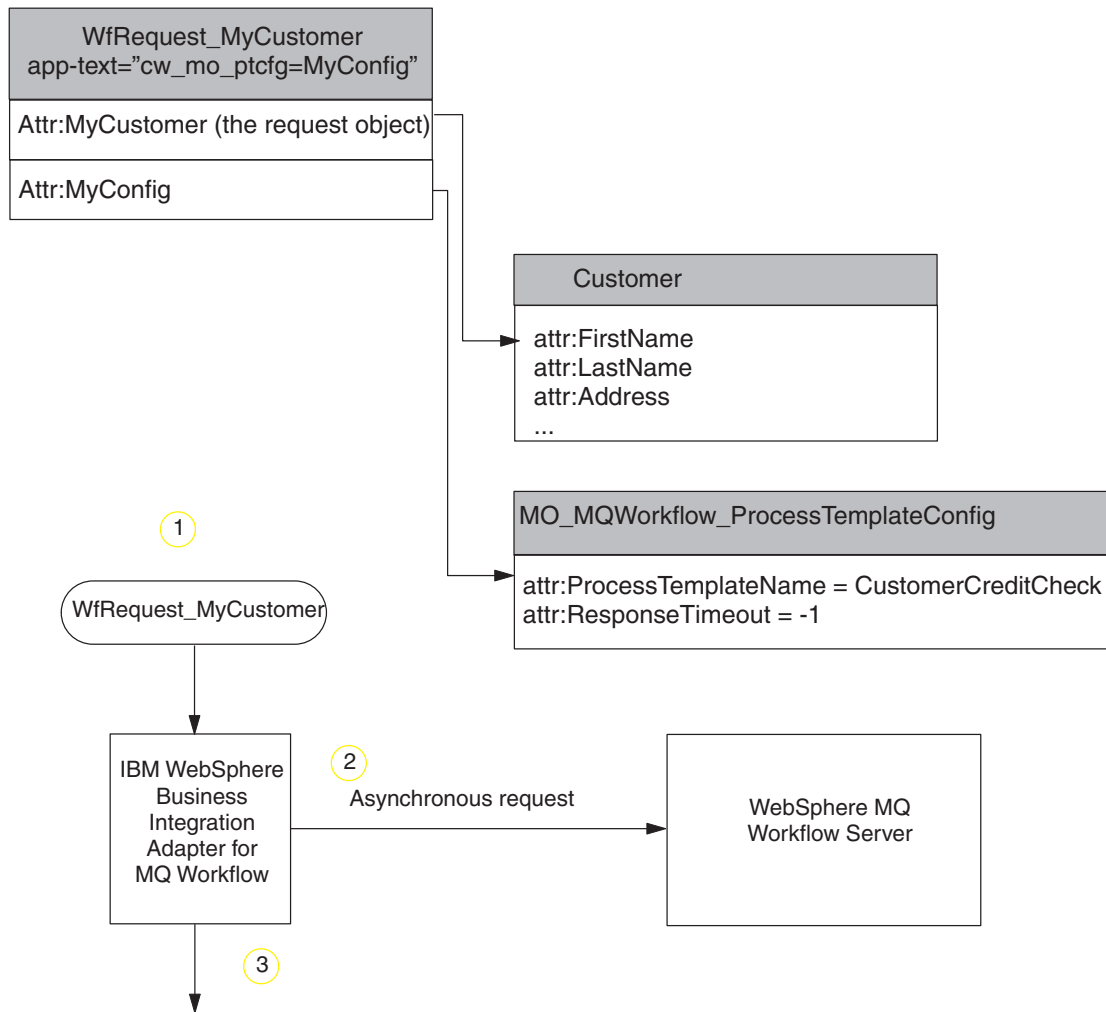 WfRequest_MyCustomer
app-text=”cw_mo_ptcfg=MyConfig”
Attr:MyCustomer (the request object)
Attr:MyConfig
Customer
attr:FirstName
attr:LastName
attr:Address
...
MO_MQWorkflow_ProcessTemplateConfig
attr:ProcessTemplateName = CustomerCreditCheck
attr:ResponseTimeout = -1
1
WfRequest_MyCustomer
IBM WebSphere
Business
Integration
Adapter for
MQ Workflow
2
Asynchronous request
WebSphere MQ
Workflow Server
3